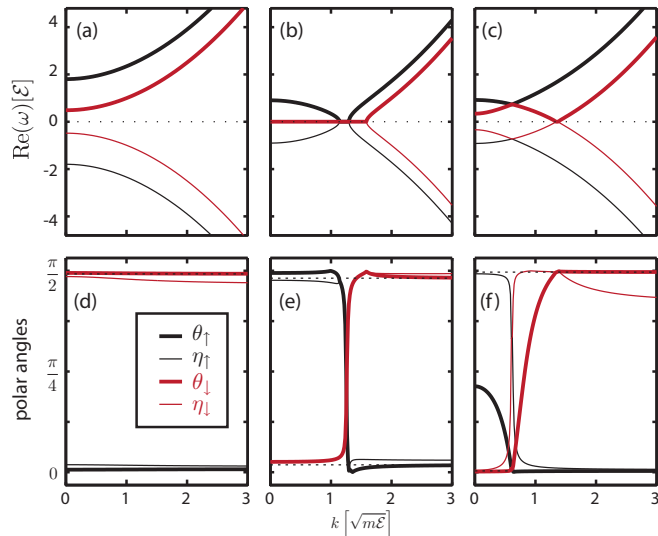 (a) (b) (c)
Re(ω)[ℰ]
4
2
0
-2
-4
(d) (e) (f)
polar angles
π/2
π/4
0
θ↑
η↑
θ↓
η↓
0 1 2 3 0 1 2 3 0 1 2 3
k [√mℰ]